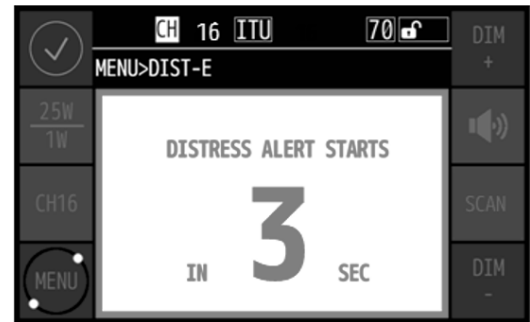 CH 16 ITU 70
DIM
+
MENU>DIST-E
25W
1W
DISTRESS ALERT STARTS
CH16
3
SCAN
MENU
IN
SEC
DIM
-